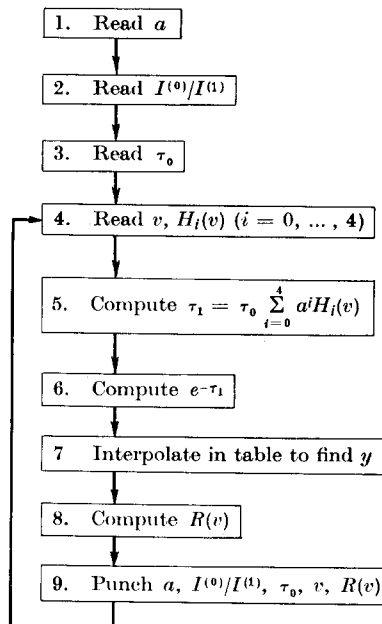 1. Read a
2. Read I⁽⁰⁾/I⁽¹⁾
3. Read τ₀
4. Read v, Hᵢ(v) (i = 0, ..., 4)
5. Compute τ₁ = τ₀ Σ_{i=0}^{4} aⁱHᵢ(v)
6. Compute e^{-τ₁}
7 Interpolate in table to find y
8. Compute R(v)
9. Punch a, I⁽⁰⁾/I⁽¹⁾, τ₀, v, R(v)